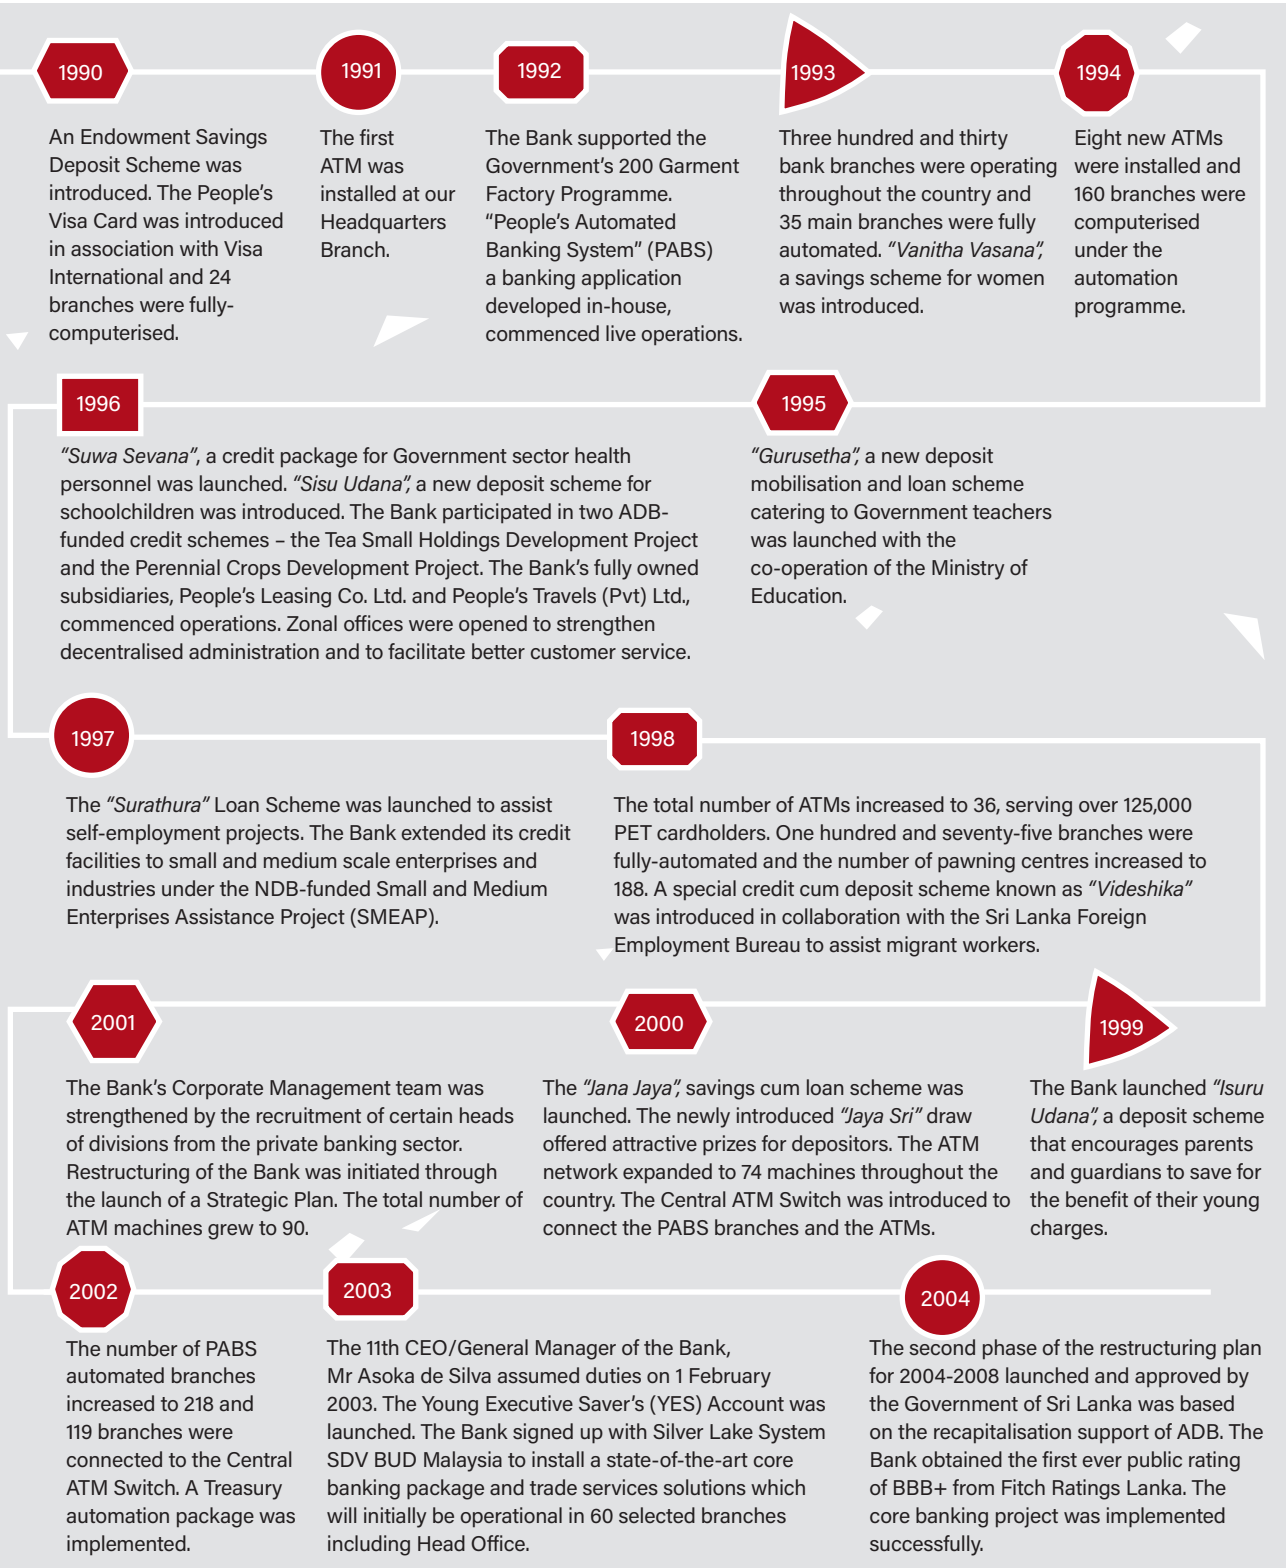 1990
An Endowment Savings
Deposit Scheme was
introduced. The People's
Visa Card was introduced
in association with Visa
International and 24
branches were fully-
computerised.
1991
The first
ATM was
installed at our
Headquarters
Branch.
1992
The Bank supported the
Government's 200 Garment
Factory Programme.
“People's Automated
Banking System” (PABS)
a banking application
developed in-house,
commenced live operations.
1993
Three hundred and thirty
bank branches were operating
throughout the country and
35 main branches were fully
automated. “Vanitha Vasana”,
a savings scheme for women
was introduced.
1994
Eight new ATMs
were installed and
160 branches were
computerised
under the
automation
programme.
1995
“Gurusetha”, a new deposit
mobilisation and loan scheme
catering to Government teachers
was launched with the
co-operation of the Ministry of
Education.
1996
“Suwa Sevana”, a credit package for Government sector health
personnel was launched. “Sisu Udana”, a new deposit scheme for
schoolchildren was introduced. The Bank participated in two ADB-
funded credit schemes – the Tea Small Holdings Development Project
and the Perennial Crops Development Project. The Bank's fully owned
subsidiaries, People's Leasing Co. Ltd. and People's Travels (Pvt) Ltd.,
commenced operations. Zonal offices were opened to strengthen
decentralised administration and to facilitate better customer service.
1997
The “Surathura” Loan Scheme was launched to assist
self-employment projects. The Bank extended its credit
facilities to small and medium scale enterprises and
industries under the NDB-funded Small and Medium
Enterprises Assistance Project (SMEAP).
1998
The total number of ATMs increased to 36, serving over 125,000
PET cardholders. One hundred and seventy-five branches were
fully-automated and the number of pawning centres increased to
188. A special credit cum deposit scheme known as “Videshika”
was introduced in collaboration with the Sri Lanka Foreign
Employment Bureau to assist migrant workers.
1999
The Bank launched “Isuru
Udana”, a deposit scheme
that encourages parents
and guardians to save for
the benefit of their young
charges.
2000
The “Jana Jaya”, savings cum loan scheme was
launched. The newly introduced “Jaya Sri” draw
offered attractive prizes for depositors. The ATM
network expanded to 74 machines throughout the
country. The Central ATM Switch was introduced to
connect the PABS branches and the ATMs.
2001
The Bank's Corporate Management team was
strengthened by the recruitment of certain heads
of divisions from the private banking sector.
Restructuring of the Bank was initiated through
the launch of a Strategic Plan. The total number of
ATM machines grew to 90.
2002
The number of PABS
automated branches
increased to 218 and
119 branches were
connected to the Central
ATM Switch. A Treasury
automation package was
implemented.
2003
The 11th CEO/General Manager of the Bank,
Mr Asoka de Silva assumed duties on 1 February
2003. The Young Executive Saver's (YES) Account was
launched. The Bank signed up with Silver Lake System
SDV BUD Malaysia to install a state-of-the-art core
banking package and trade services solutions which
will initially be operational in 60 selected branches
including Head Office.
2004
The second phase of the restructuring plan
for 2004-2008 launched and approved by
the Government of Sri Lanka was based
on the recapitalisation support of ADB. The
Bank obtained the first ever public rating
of BBB+ from Fitch Ratings Lanka. The
core banking project was implemented
successfully.